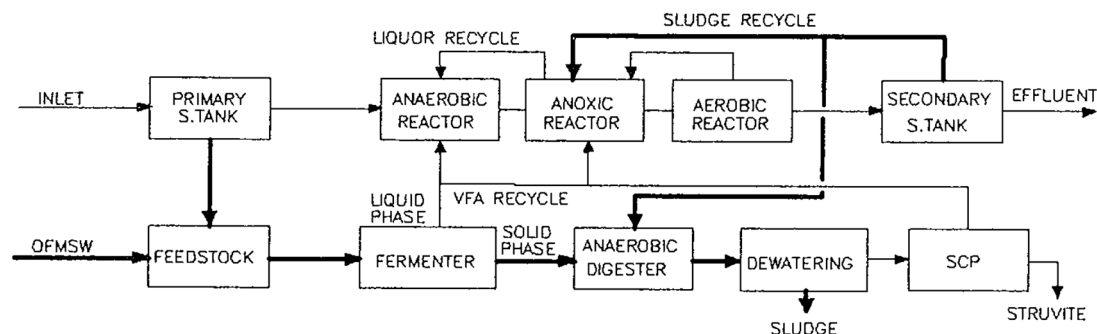 SLUDGE RECYCLE
LIQUOR RECYCLE
INLET
PRIMARY
S.TANK
ANAEROBIC
REACTOR
ANOXIC
REACTOR
AEROBIC
REACTOR
SECONDARY
S.TANK
EFFLUENT
LIQUID
PHASE
VFA RECYCLE
OFMSW
FEEDSTOCK
FERMENTER
SOLID
PHASE
ANAEROBIC
DIGESTER
DEWATERING
SCP
STRUVITE
SLUDGE